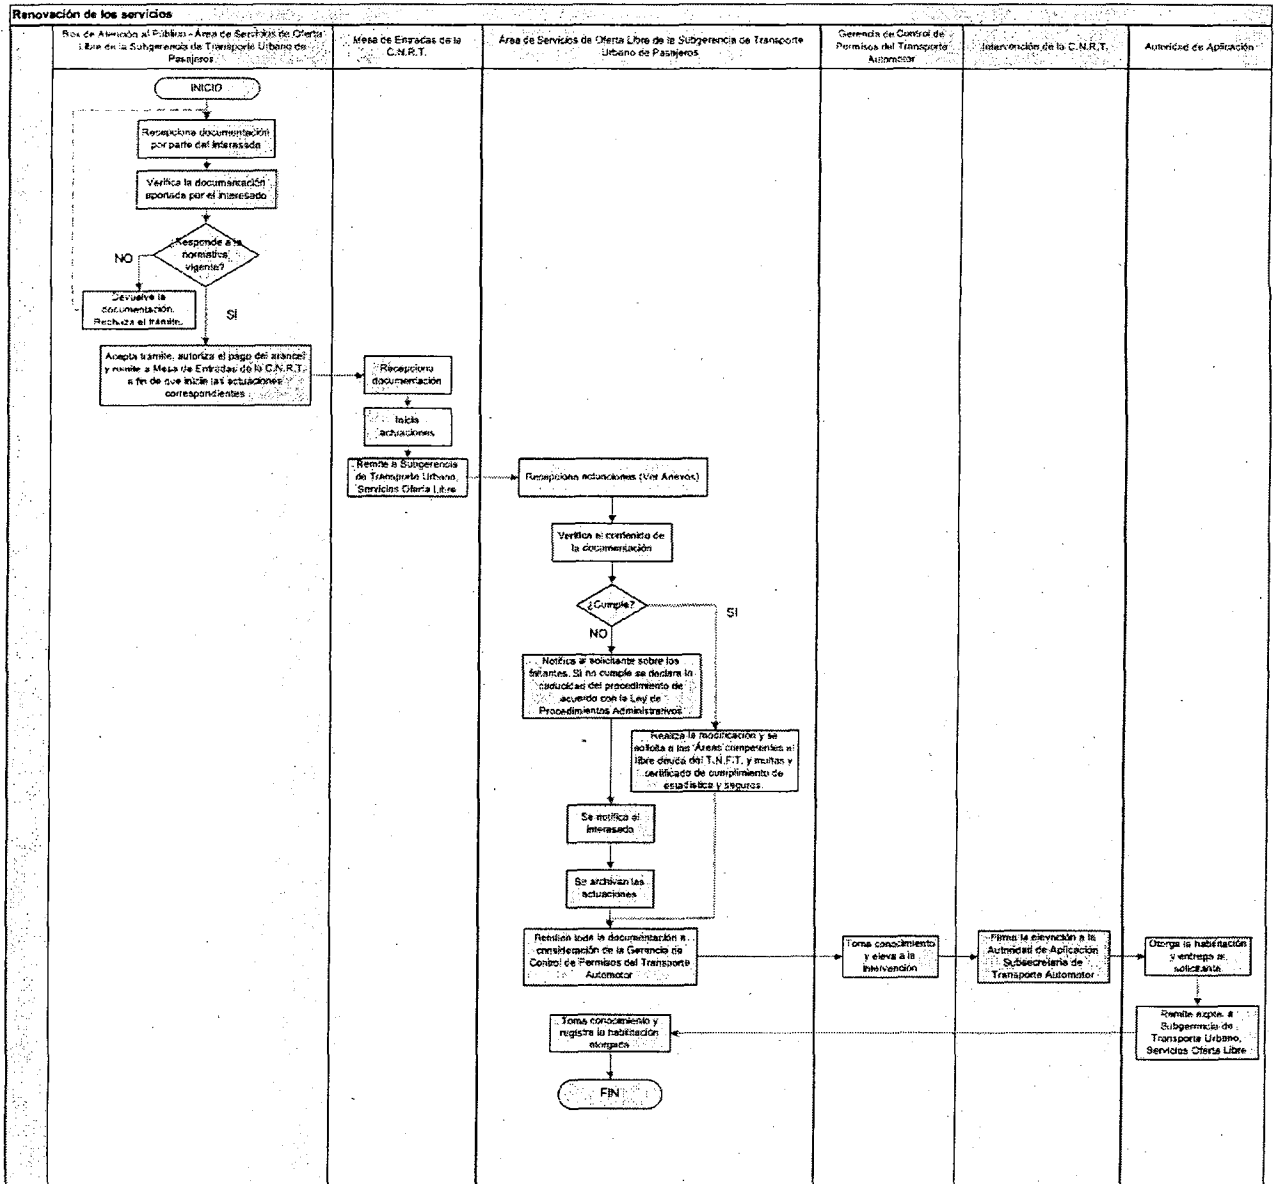 Renovación de los servicios
Box de Atención al Público - Área de Servicios de Oferta
Libre de la Subgerencia de Transporte Urbano de
Pasajeros
Mesa de Entradas de la
C.N.R.T.
Área de Servicios de Oferta Libre de la Subgerencia de Transporte
Urbano de Pasajeros
Gerencia de Control de
Permisos del Transporte
Automotor
Intervención de la C.N.R.T.
Autoridad de Aplicación
INICIO
Recepciona documentación
por parte del interesado
Verifica la documentación
aportada por el interesado
¿Responde a la
normativa
vigente?
NO
SÍ
Devuelve la
documentación.
Rechaza el trámite.
Acepta trámite, autoriza el pago del arancel
y remite a Mesa de Entradas de la C.N.R.T.
a fin de que inicie las actuaciones
correspondientes
Recepciona
documentación
Inicia
actuaciones
Remite a Subgerencia
de Transporte Urbano,
Servicios Oferta Libre
Recepciona actuaciones (Ver Anexos)
Verifica el contenido de
la documentación
¿Cumple?
SI
NO
Notifica al solicitante sobre los
faltantes. Si no cumple se declara la
caducidad del procedimiento de
acuerdo con la Ley de
Procedimientos Administrativos
Realiza la modificación y se
solicita a las Áreas competentes el
libre deuda del T.N.F.T. y multas y
certificado de cumplimiento de
estadística y seguros.
Se notifica al
interesado
Se archivan las
actuaciones
Remiten toda la documentación a
consideración de la Gerencia de
Control de Permisos del Transporte
Automotor
Toma conocimiento
y eleva a la
Intervención
Firma la elevación a la
Autoridad de Aplicación
Subsecretaría de
Transporte Automotor
Otorga la habilitación
y entrega al
solicitante
Remite expte. a
Subgerencia de
Transporte Urbano,
Servicios Oferta Libre
Toma conocimiento y
registra la habilitación
otorgada
FIN